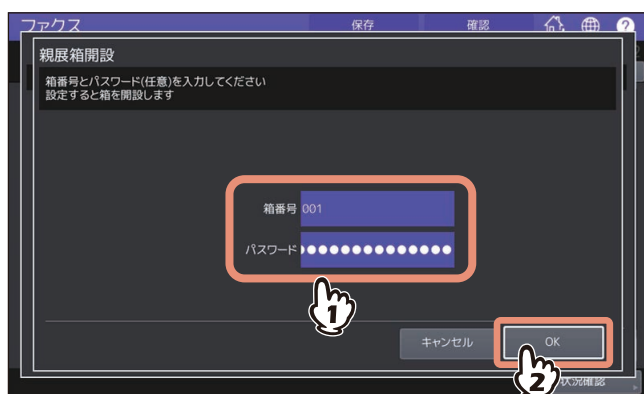 ファクス 保存 確認 ?
親展箱開設
箱番号とパスワード(任意)を入力してください
設定すると箱を開設します
箱番号 001
パスワード ●●●●●●●●●●●●●●
1
キャンセル OK
2 状況確認